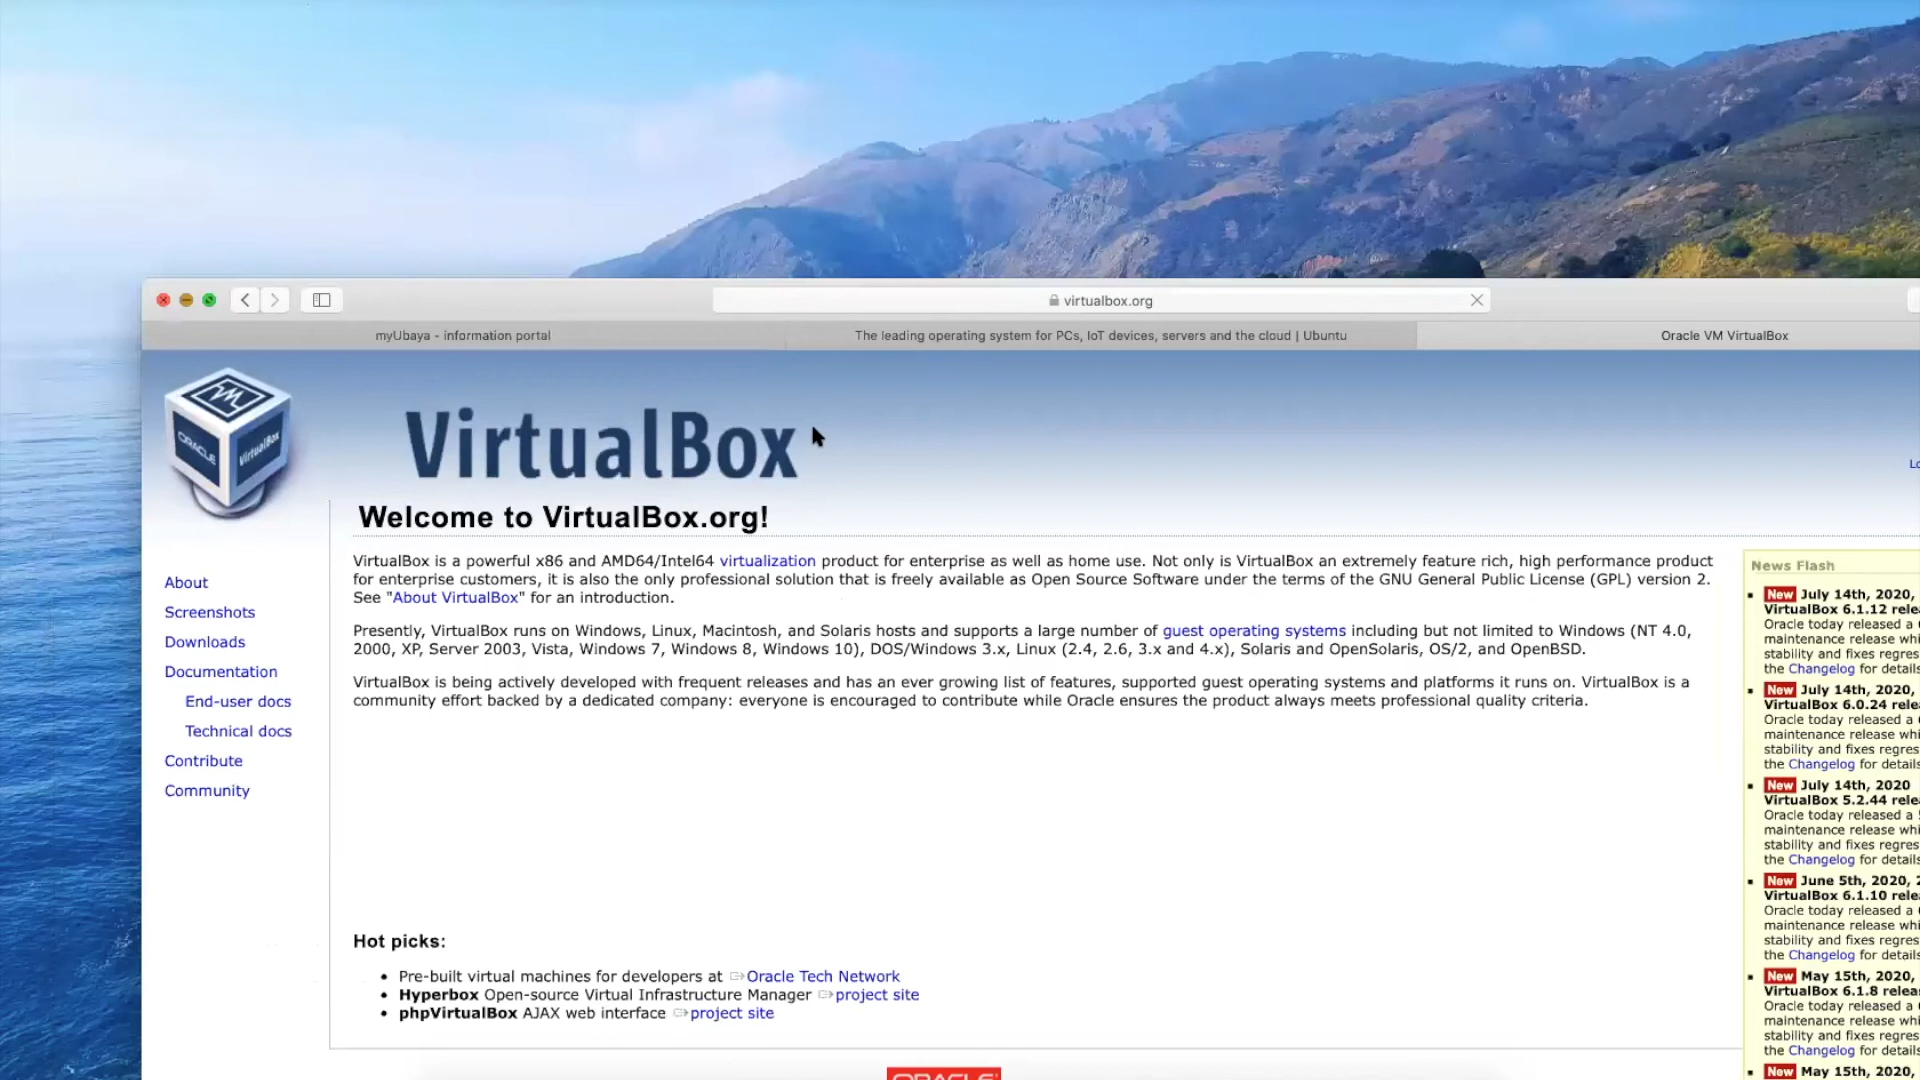 virtualbox.org
myUbaya - information portal
The leading operating system for PCs, IoT devices, servers and the cloud | Ubuntu
Oracle VM VirtualBox
ORACLE
VirtualBox
VirtualBox
Welcome to VirtualBox.org!
VirtualBox is a powerful x86 and AMD64/Intel64 virtualization product for enterprise as well as home use. Not only is VirtualBox an extremely feature rich, high performance product
for enterprise customers, it is also the only professional solution that is freely available as Open Source Software under the terms of the GNU General Public License (GPL) version 2.
See "About VirtualBox" for an introduction.
Presently, VirtualBox runs on Windows, Linux, Macintosh, and Solaris hosts and supports a large number of guest operating systems including but not limited to Windows (NT 4.0,
2000, XP, Server 2003, Vista, Windows 7, Windows 8, Windows 10), DOS/Windows 3.x, Linux (2.4, 2.6, 3.x and 4.x), Solaris and OpenSolaris, OS/2, and OpenBSD.
VirtualBox is being actively developed with frequent releases and has an ever growing list of features, supported guest operating systems and platforms it runs on. VirtualBox is a
community effort backed by a dedicated company: everyone is encouraged to contribute while Oracle ensures the product always meets professional quality criteria.
About
Screenshots
Downloads
Documentation
End-user docs
Technical docs
Contribute
Community
Hot picks:
Pre-built virtual machines for developers at Oracle Tech Network
Hyperbox Open-source Virtual Infrastructure Manager project site
phpVirtualBox AJAX web interface project site
ORACLE
News Flash
New July 14th, 2020,
VirtualBox 6.1.12
Oracle today released a
maintenance release
stability and fixes
the Changelog for details
New July 14th, 2020,
VirtualBox 6.0.24
Oracle today released a
maintenance release
stability and fixes
the Changelog for details
New July 14th, 2020
VirtualBox 5.2.44
Oracle today released a
maintenance release
stability and fixes
the Changelog for details
New June 5th, 2020,
VirtualBox 6.1.10
Oracle today released a
maintenance release
stability and fixes
the Changelog for details
New May 15th, 2020,
VirtualBox 6.1.8
Oracle today released a
maintenance release
stability and fixes
the Changelog for details
New May 15th, 2020,